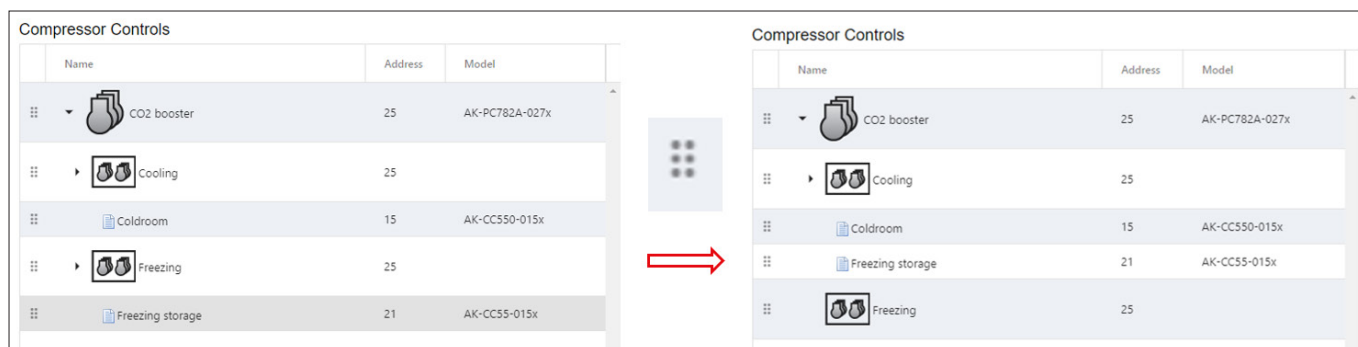 Compressor Controls
Name Address Model
CO2 booster 25 AK-PC782A-027x
Cooling 25
Coldroom 15 AK-CC550-015x
Freezing 25
Freezing storage 21 AK-CC55-015x
Compressor Controls
Name Address Model
CO2 booster 25 AK-PC782A-027x
Cooling 25
Coldroom 15 AK-CC550-015x
Freezing storage 21 AK-CC55-015x
Freezing 25